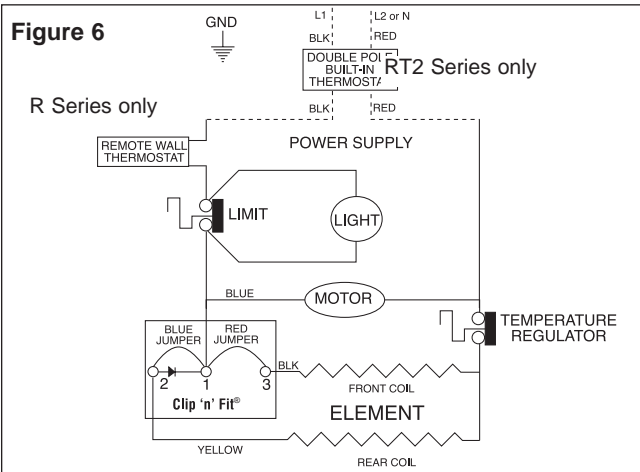 Figure 6
GND
L1
L2 or N
BLK
RED
DOUBLE POLE
BUILT-IN
RT2 Series only
BLK
RED
R Series only
REMOTE WALL
THERMOSTAT
POWER SUPPLY
LIMIT
LIGHT
BLUE
MOTOR
TEMPERATURE
REGULATOR
BLUE
JUMPER
RED
JUMPER
2
1
3
BLK
FRONT COIL
Clip 'n' Fit®
ELEMENT
YELLOW
REAR COIL